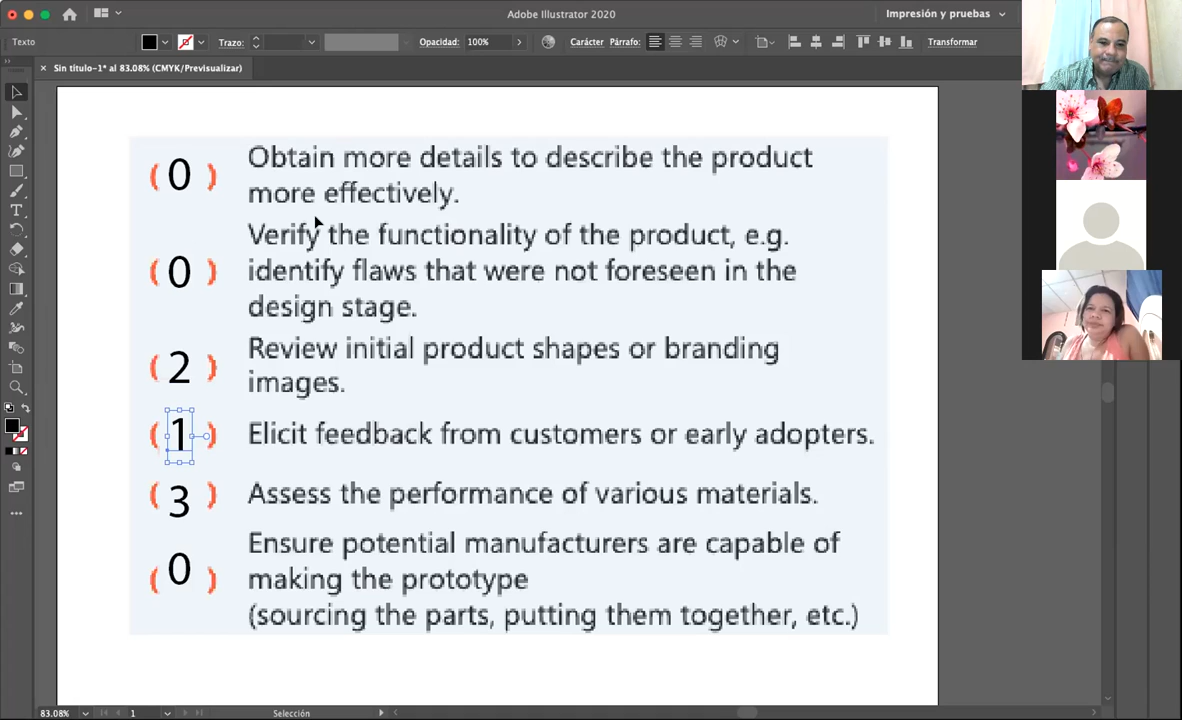 Adobe Illustrator 2020
Impresión y pruebas
Texto
Trazo:
Opacidad: 100%
Carácter
Párrafo:
Transformar
× Sin título-1* al 83.08% (CMYK/Previsualizar)
( 0 ) Obtain more details to describe the product
more effectively.
( 0 ) Verify the functionality of the product, e.g.
identify flaws that were not foreseen in the
design stage.
( 2 ) Review initial product shapes or branding
images.
( 1 ) Elicit feedback from customers or early adopters.
( 3 ) Assess the performance of various materials.
( 0 ) Ensure potential manufacturers are capable of
making the prototype
(sourcing the parts, putting them together, etc.)
83.08%
1
Selección